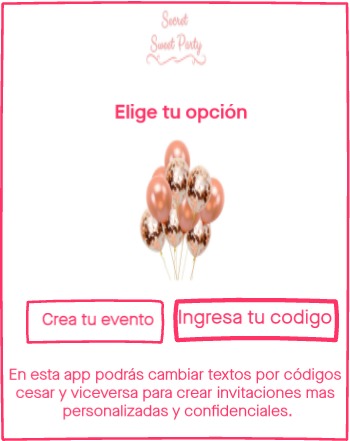 Secret
Sweet Party
Elige tu opción
Crea tu evento
Ingresa tu codigo
En esta app podrás cambiar textos por códigos
cesar y viceversa para crear invitaciones mas
personalizadas y confidenciales.